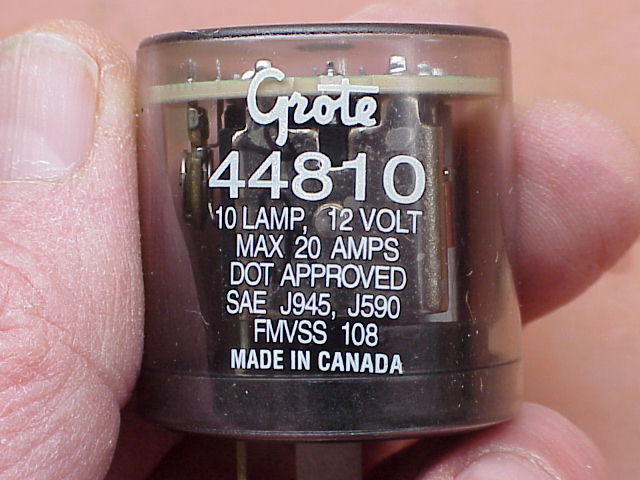 Grote
44810
10 LAMP, 12 VOLT
MAX 20 AMPS
DOT APPROVED
SAE J945, J590
FMVSS 108
MADE IN CANADA